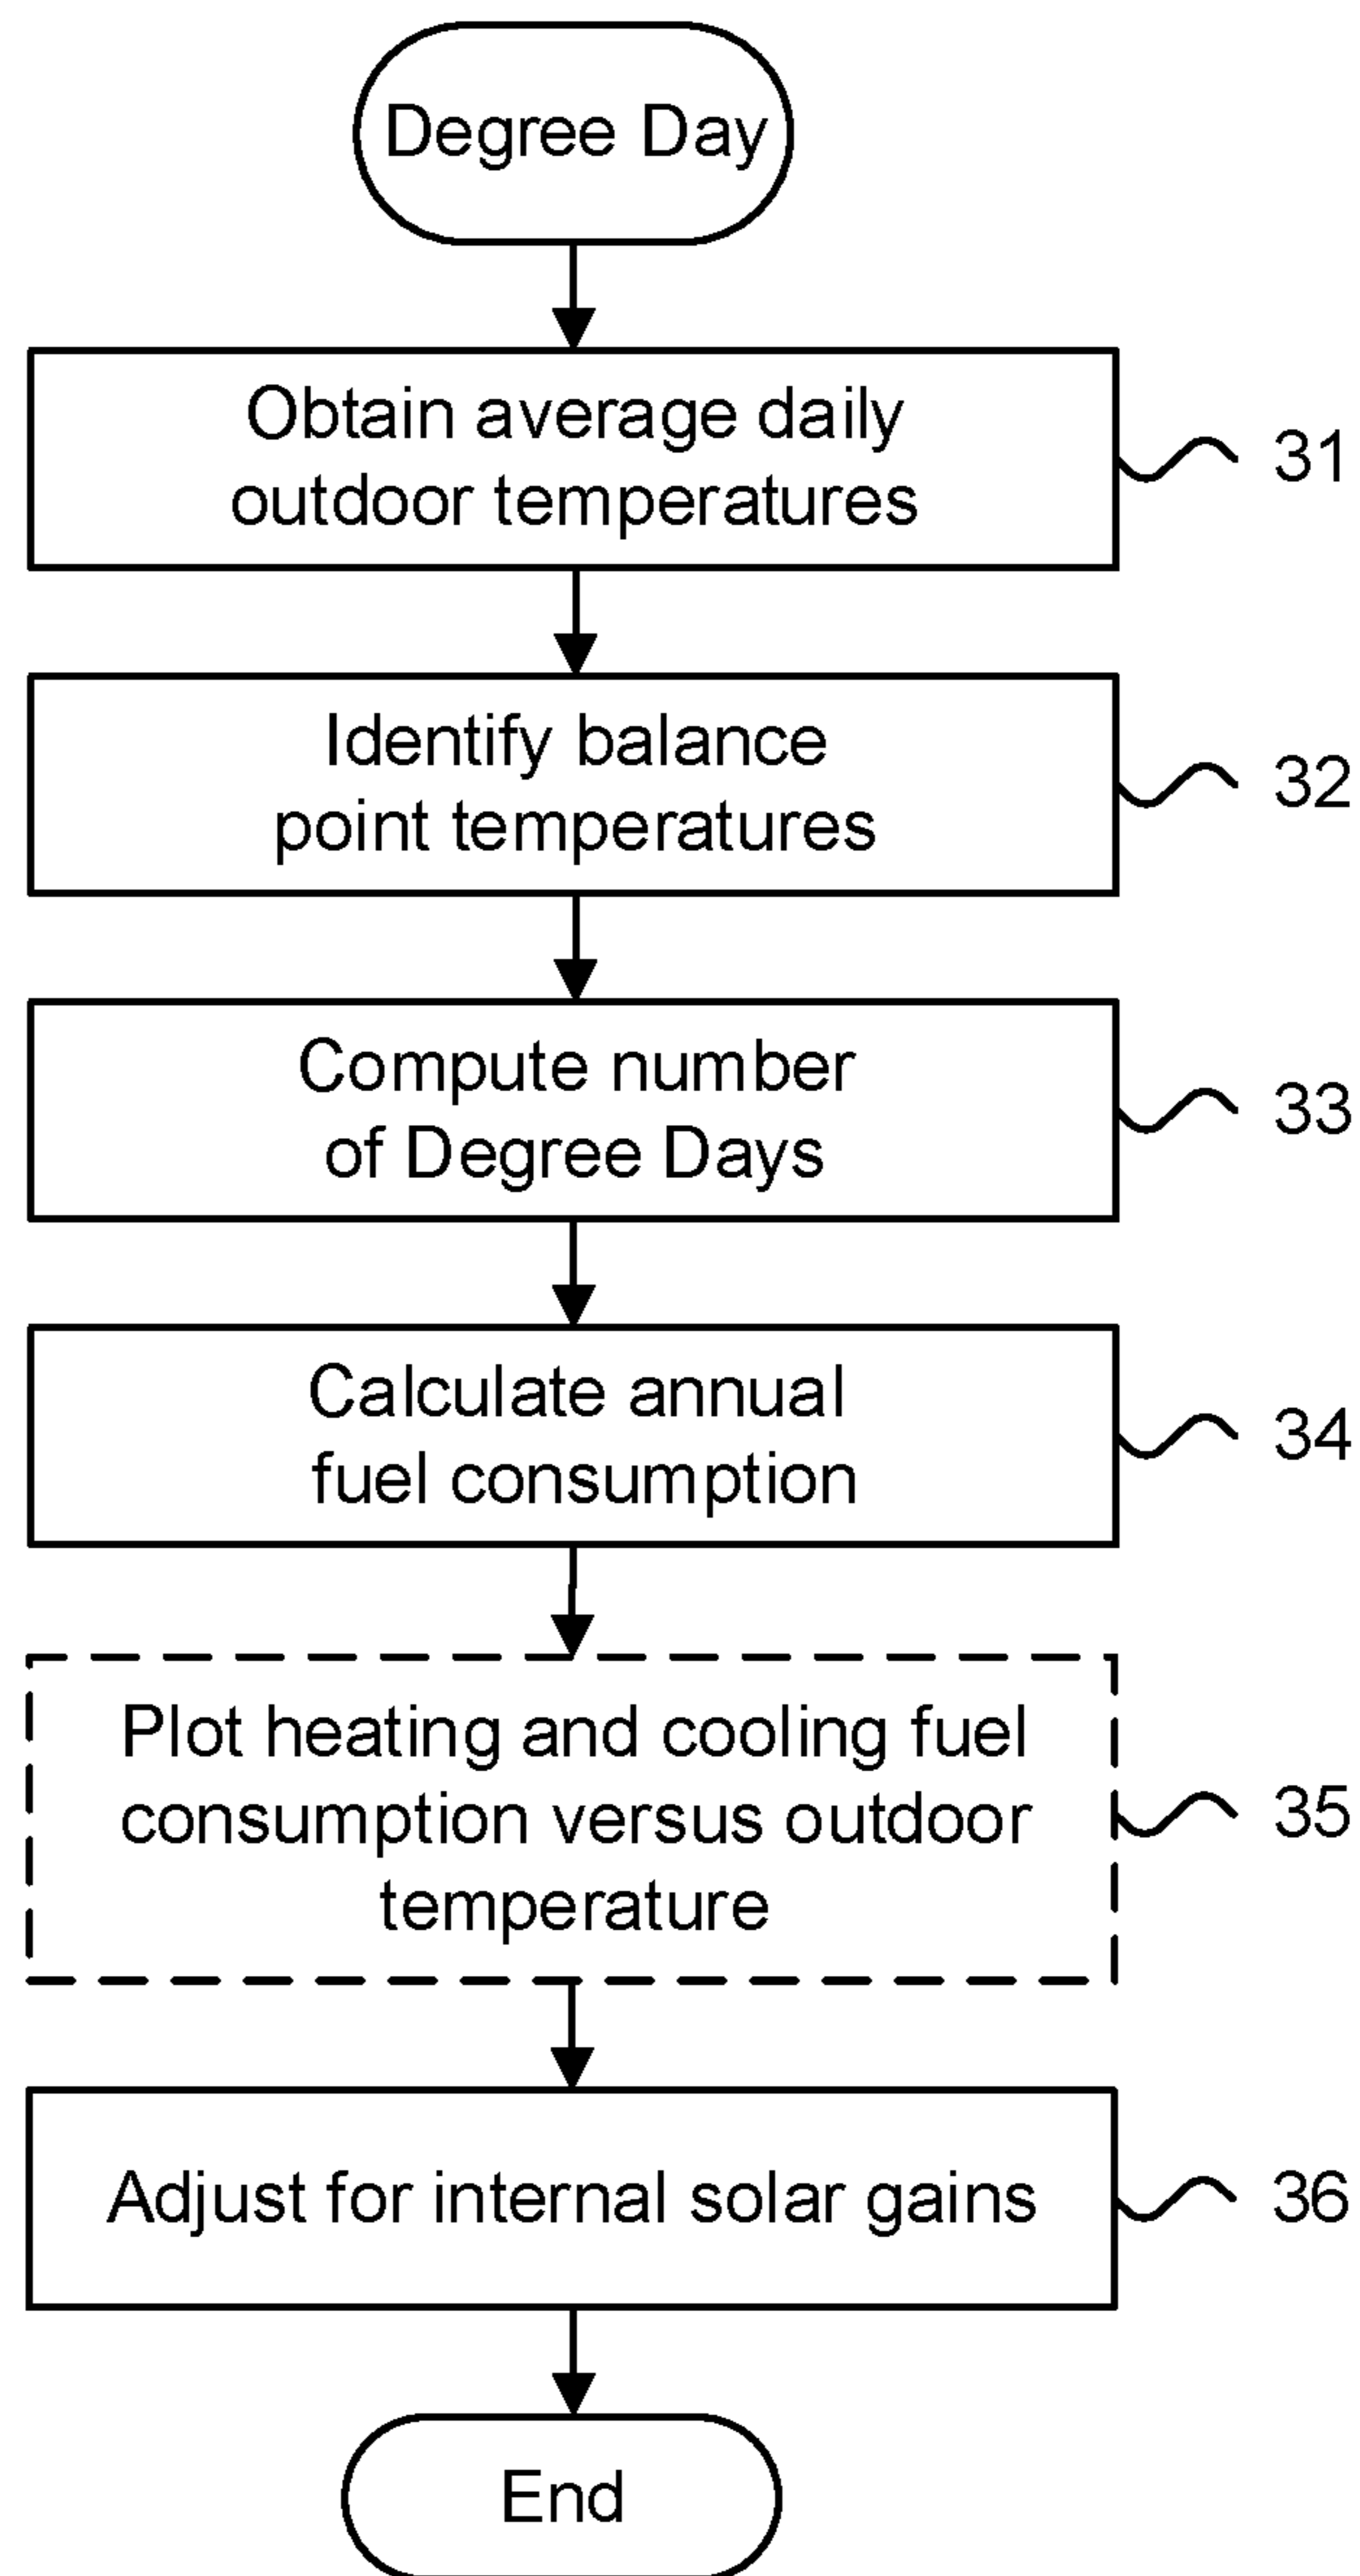 Degree Day
Obtain average daily
outdoor temperatures
31
Identify balance
point temperatures
32
Compute number
of Degree Days
33
Calculate annual
fuel consumption
34
Plot heating and cooling fuel
consumption versus outdoor
temperature
35
Adjust for internal solar gains
36
End